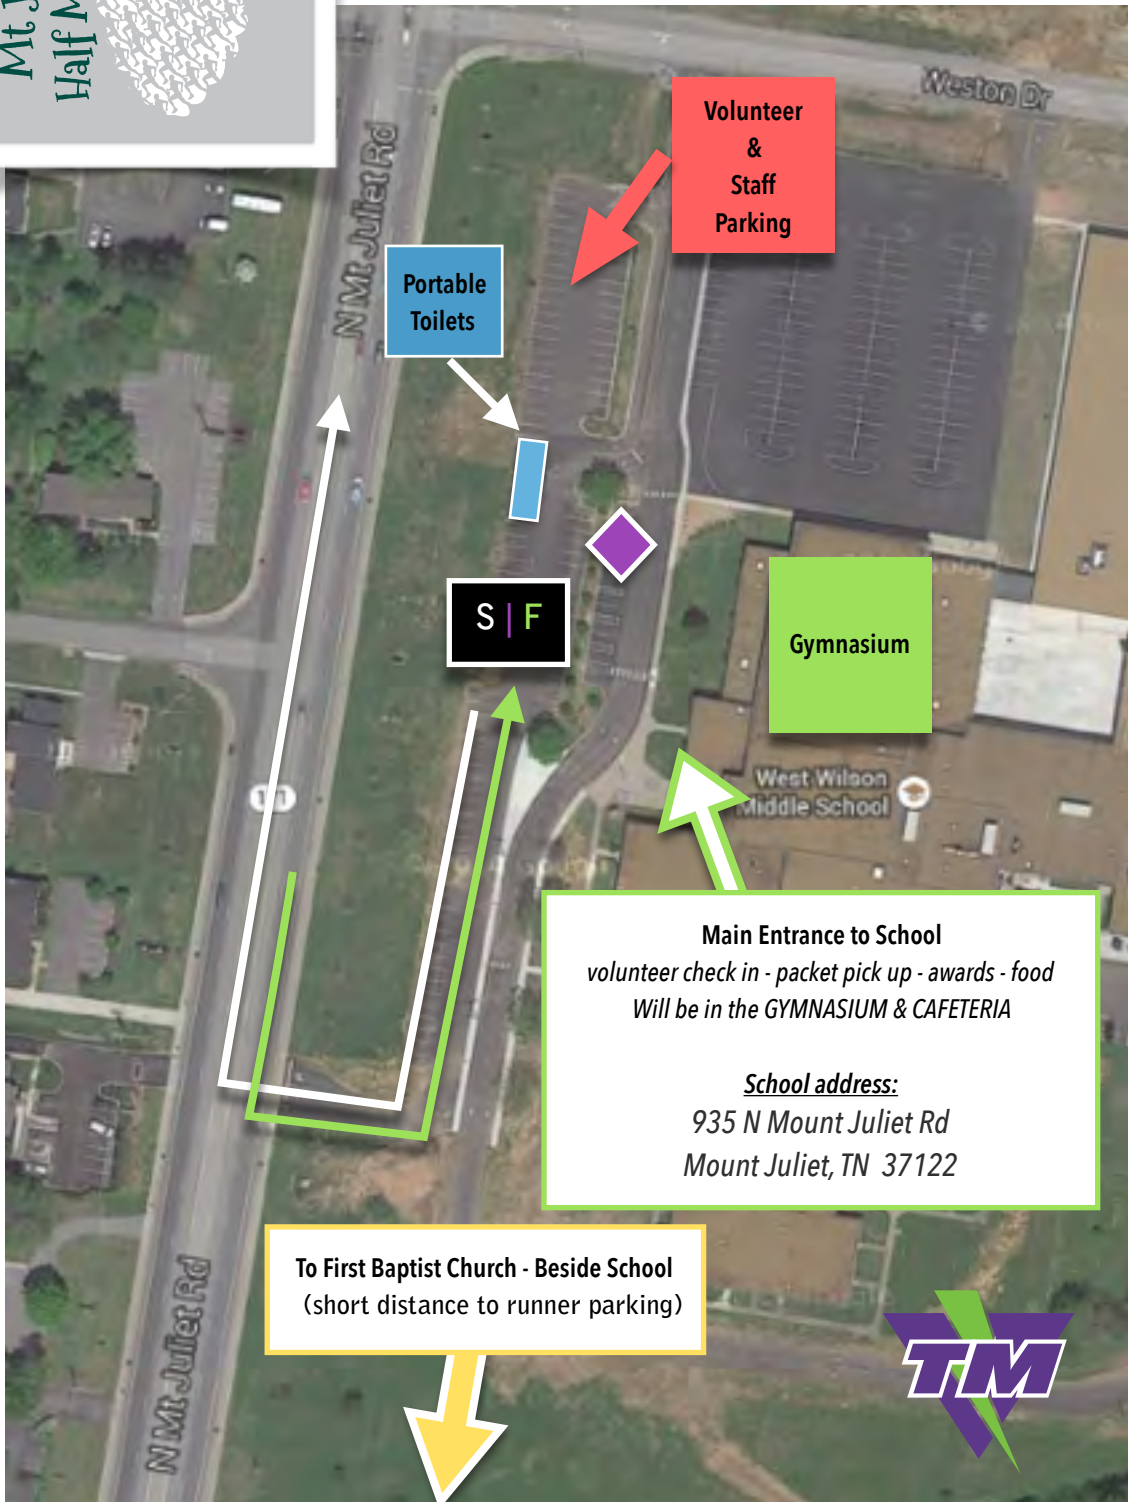 Mt J
Half M
Weston Dr
Volunteer
&
Staff
Parking
N Mt Juliet Rd
Portable
Toilets
S | F
Gymnasium
West Wilson
Middle School
Main Entrance to School
volunteer check in - packet pick up - awards - food
Will be in the GYMNASIUM & CAFETERIA
School address:
935 N Mount Juliet Rd
Mount Juliet, TN 37122
To First Baptist Church - Beside School
(short distance to runner parking)
N Mt Juliet Rd
TM